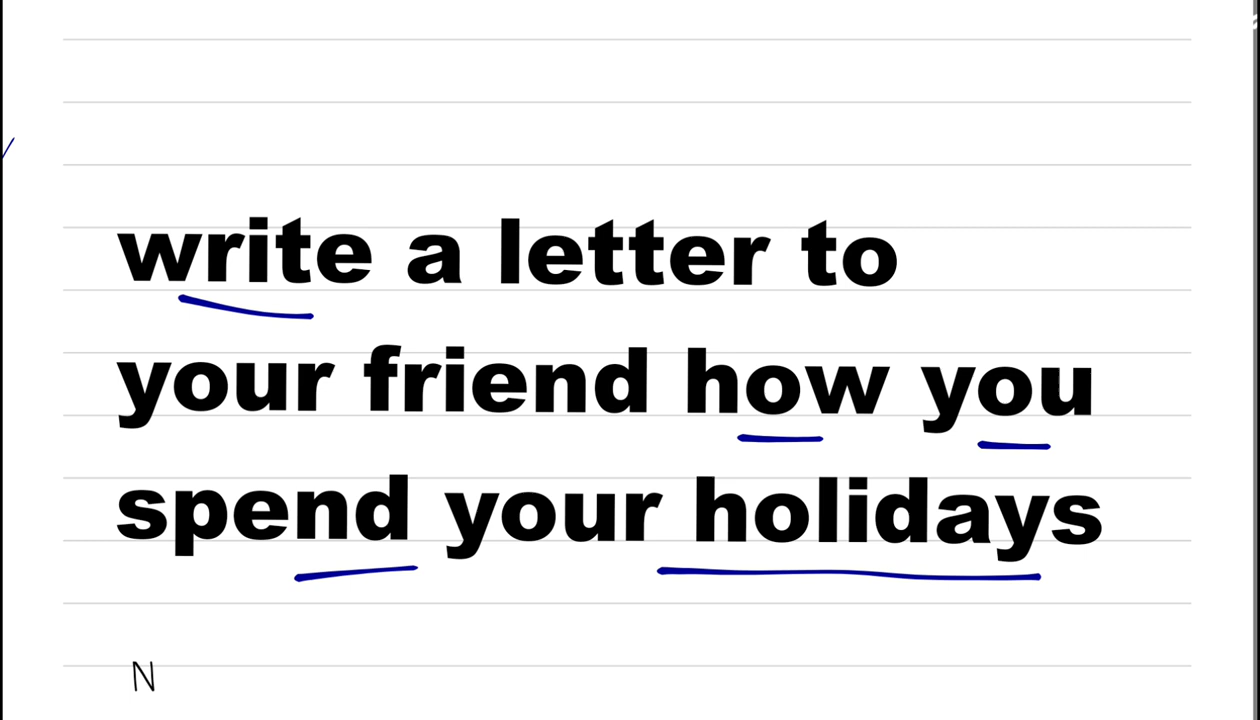 write a letter to
your friend how you
spend your holidays
N